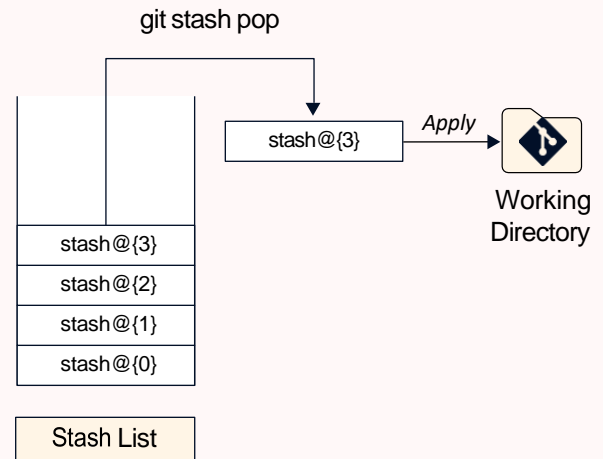 git stash pop
stash@{3}
Apply
Working
Directory
stash@{3}
stash@{2}
stash@{1}
stash@{0}
Stash List